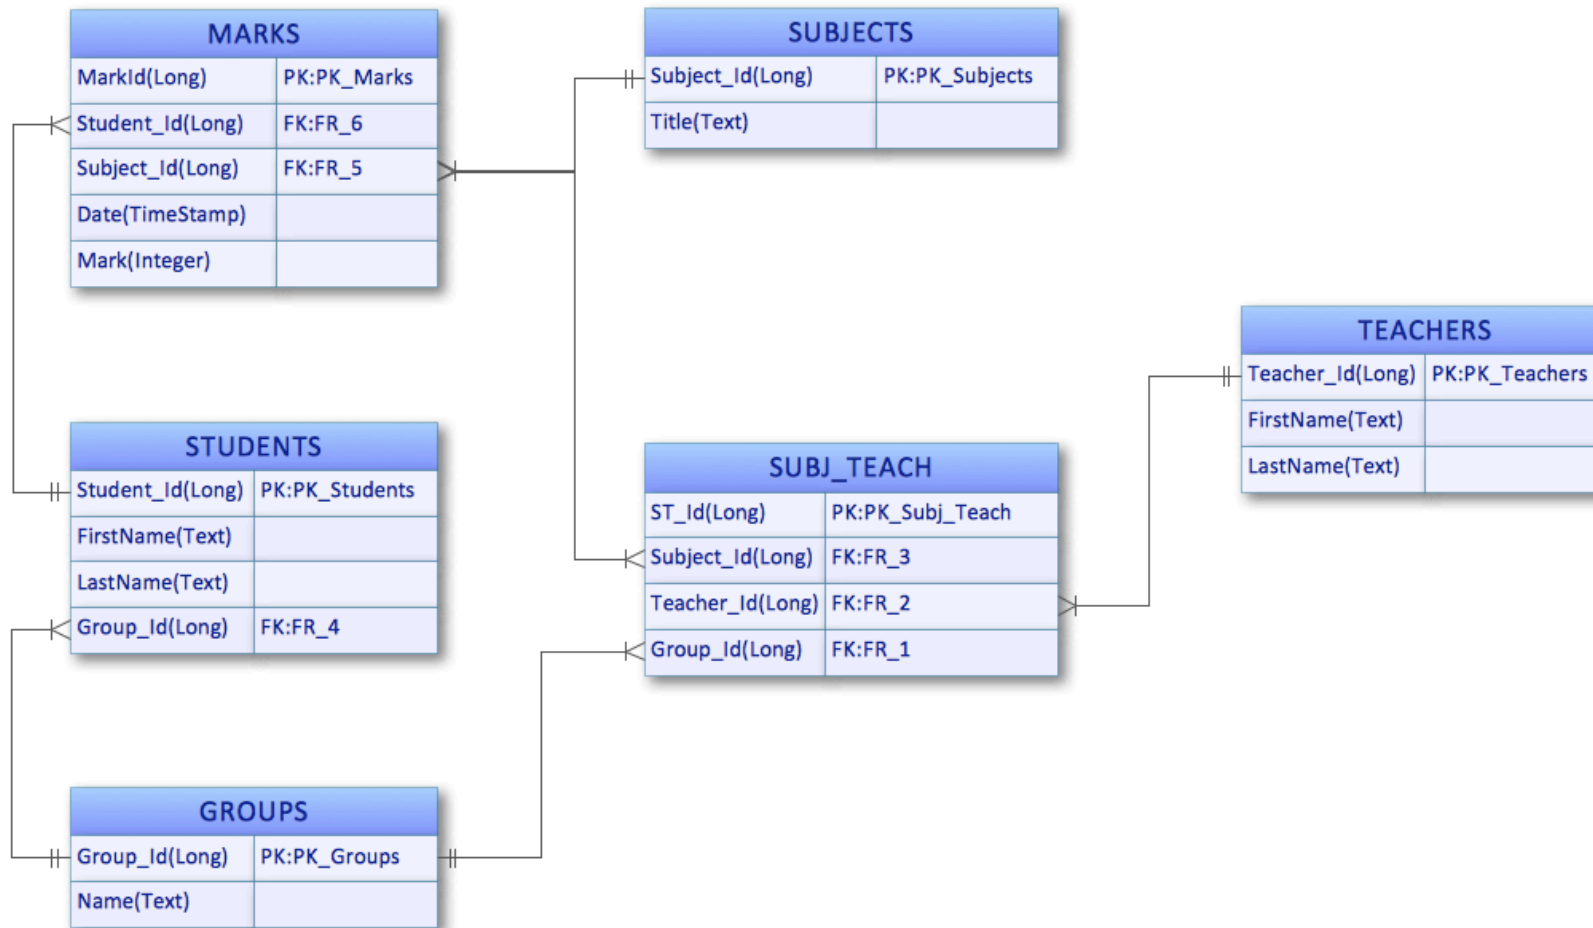 MARKS
MarkId(Long) PK:PK_Marks
Student_Id(Long) FK:FR_6
Subject_Id(Long) FK:FR_5
Date(TimeStamp)
Mark(Integer)
SUBJECTS
Subject_Id(Long) PK:PK_Subjects
Title(Text)
TEACHERS
Teacher_Id(Long) PK:PK_Teachers
FirstName(Text)
LastName(Text)
STUDENTS
Student_Id(Long) PK:PK_Students
FirstName(Text)
LastName(Text)
Group_Id(Long) FK:FR_4
SUBJ_TEACH
ST_Id(Long) PK:PK_Subj_Teach
Subject_Id(Long) FK:FR_3
Teacher_Id(Long) FK:FR_2
Group_Id(Long) FK:FR_1
GROUPS
Group_Id(Long) PK:PK_Groups
Name(Text)